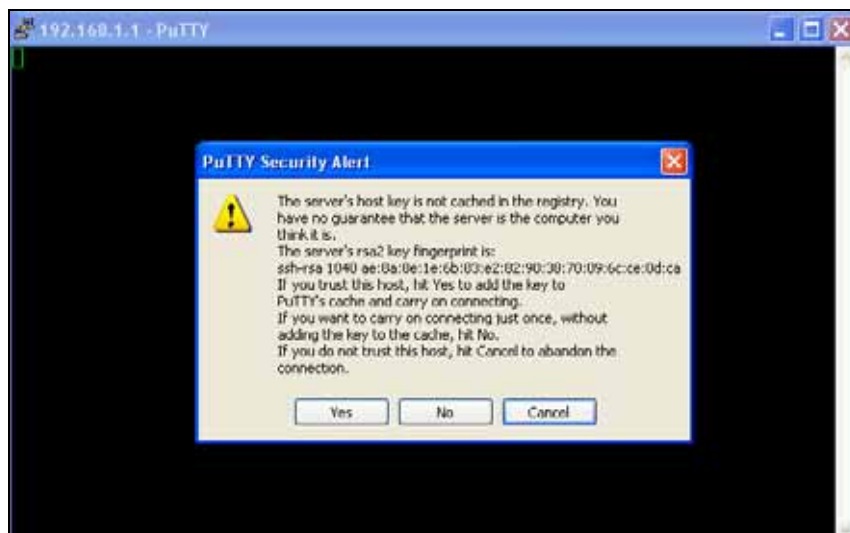 192.168.1.1 - PuTTY
PuTTY Security Alert
The server's host key is not cached in the registry. You
have no guarantee that the server is the computer you
think it is.
The server's rsa2 key fingerprint is:
ssh-rsa 1040 ae:8a:8e:1e:6b:83:e2:82:90:38:70:09:6c:ce:0d:ca
If you trust this host, hit Yes to add the key to
PuTTY's cache and carry on connecting.
If you want to carry on connecting just once, without
adding the key to the cache, hit No.
If you do not trust this host, hit Cancel to abandon the
connection.
Yes No Cancel